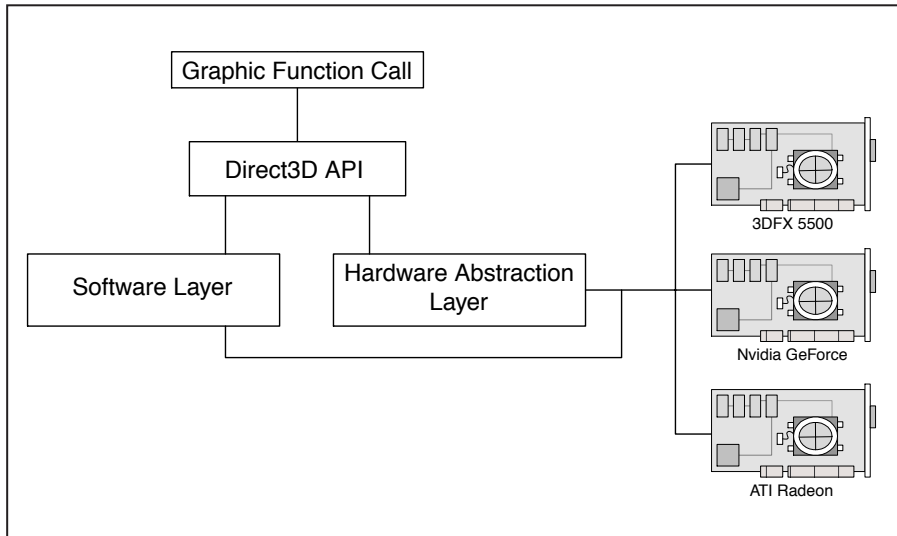 Graphic Function Call
Direct3D API
Software Layer
Hardware Abstraction
Layer
3DFX 5500
Nvidia GeForce
ATI Radeon